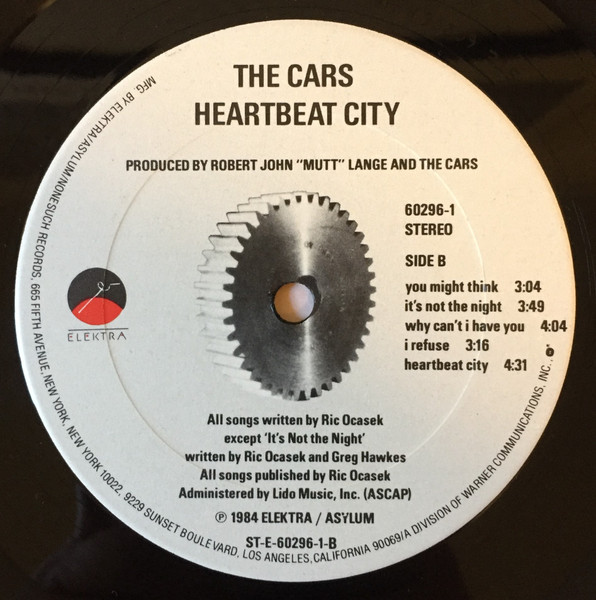 THE CARS
HEARTBEAT CITY
PRODUCED BY ROBERT JOHN "MUTT" LANGE AND THE CARS
60296-1
STEREO
SIDE B
you might think 3:04
it's not the night 3:49
why can't i have you 4:04
i refuse 3:16
heartbeat city 4:31
ELEKTRA
All songs written by Ric Ocasek
except 'It's Not the Night'
written by Ric Ocasek and Greg Hawkes
All songs published by Ric Ocasek
Administered by Lido Music, Inc. (ASCAP)
℗ 1984 ELEKTRA / ASYLUM
ST-E-60296-1-B
MFG. BY ELEKTRA/ASYLUM/NONESUCH RECORDS, 665 FIFTH AVENUE, NEW YORK, NEW YORK 10022, 9229 SUNSET BOULEVARD, LOS ANGELES, CALIFORNIA 90069/A DIVISION OF WARNER COMMUNICATIONS, INC.